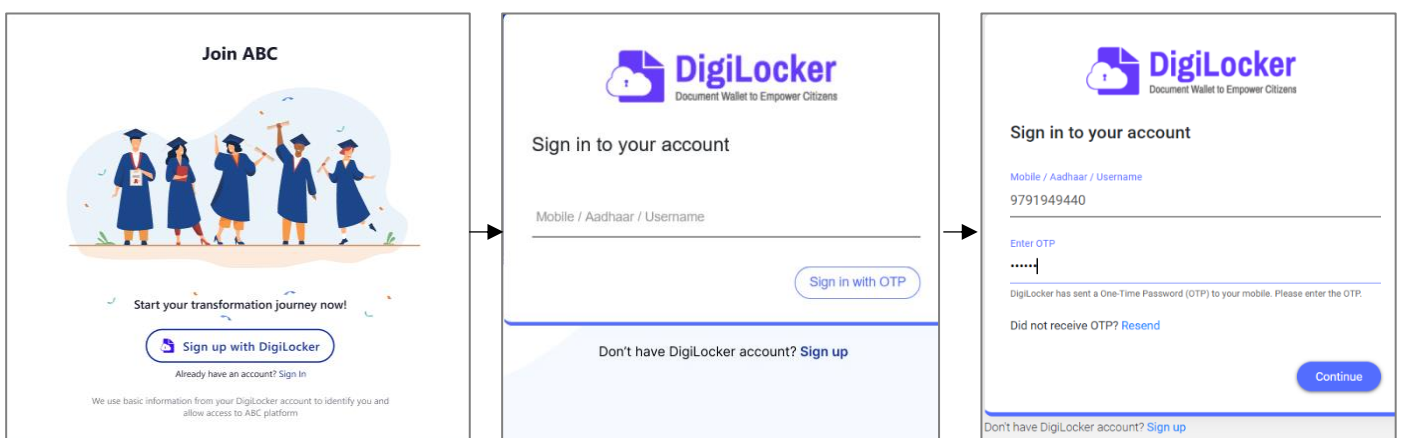 Join ABC
Start your transformation journey now!
Sign up with DigiLocker
Already have an account? Sign In
We use basic information from your DigiLocker account to identify you and
allow access to ABC platform
DigiLocker
Document Wallet to Empower Citizens
Sign in to your account
Mobile / Aadhaar / Username
Sign in with OTP
Don't have DigiLocker account? Sign up
DigiLocker
Document Wallet to Empower Citizens
Sign in to your account
Mobile / Aadhaar / Username
9791949440
Enter OTP
••••••
DigiLocker has sent a One-Time Password (OTP) to your mobile. Please enter the OTP.
Did not receive OTP? Resend
Continue
Don't have DigiLocker account? Sign up